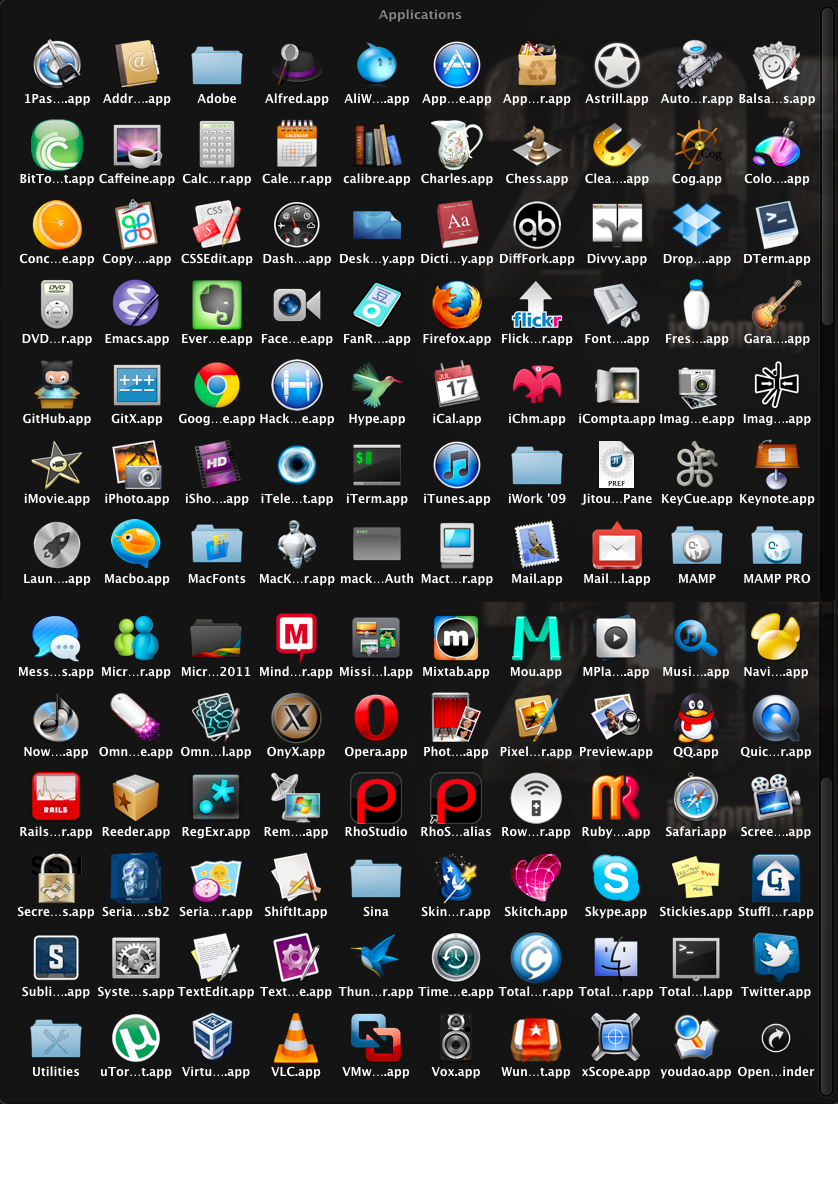 Applications
1Pas....app Addr....app Adobe Alfred.app AliW....app App...e.app App...r.app Astrill.app Auto...r.app Balsa...s.app
BitTo...t.app Caffeine.app Calc...r.app Cale...r.app calibre.app Charles.app Chess.app Clea....app Cog.app Colo....app
Conc...e.app Copy....app CSSEdit.app Dash....app Desk...y.app Dicti...y.app DiffFork.app Divvy.app Drop....app DTerm.app
DVD...r.app Emacs.app Ever...e.app Face...e.app FanR....app Firefox.app Flick...r.app Font....app Fres....app Gara....app
GitHub.app GitX.app Goog...e.app Hack...e.app Hype.app iCal.app iChm.app iCompta.app Imag...e.app Imag....app
iMovie.app iPhoto.app iSho....app iTele...t.app iTerm.app iTunes.app iWork '09 Jitou...Pane KeyCue.app Keynote.app
Laun....app Macbo.app MacFonts MacK...r.app mack...Auth Mact...r.app Mail.app Mail...l.app MAMP MAMP PRO
Mess...s.app Micr...r.app Micr...2011 Mind...r.app Missi...l.app Mixtab.app Mou.app MPla....app Musi....app Navi....app
Now....app Omn...e.app Omn...l.app OnyX.app Opera.app Phot....app Pixel...r.app Preview.app QQ.app Quic...r.app
Rails...r.app Reeder.app RegExr.app Rem....app RhoStudio RhoS...alias Row...r.app Ruby....app Safari.app Scree....app
Secre...s.app Seria....sb2 Seria...r.app ShiftIt.app Sina Skin...r.app Skitch.app Skype.app Stickies.app StuffI...r.app
Subli....app Syste...s.app TextEdit.app Text...e.app Thun...r.app Time...e.app Total...r.app Total...r.app Total...l.app Twitter.app
Utilities uTor...t.app Virtu....app VLC.app VMw....app Vox.app Wun...t.app xScope.app youdao.app Open...inder